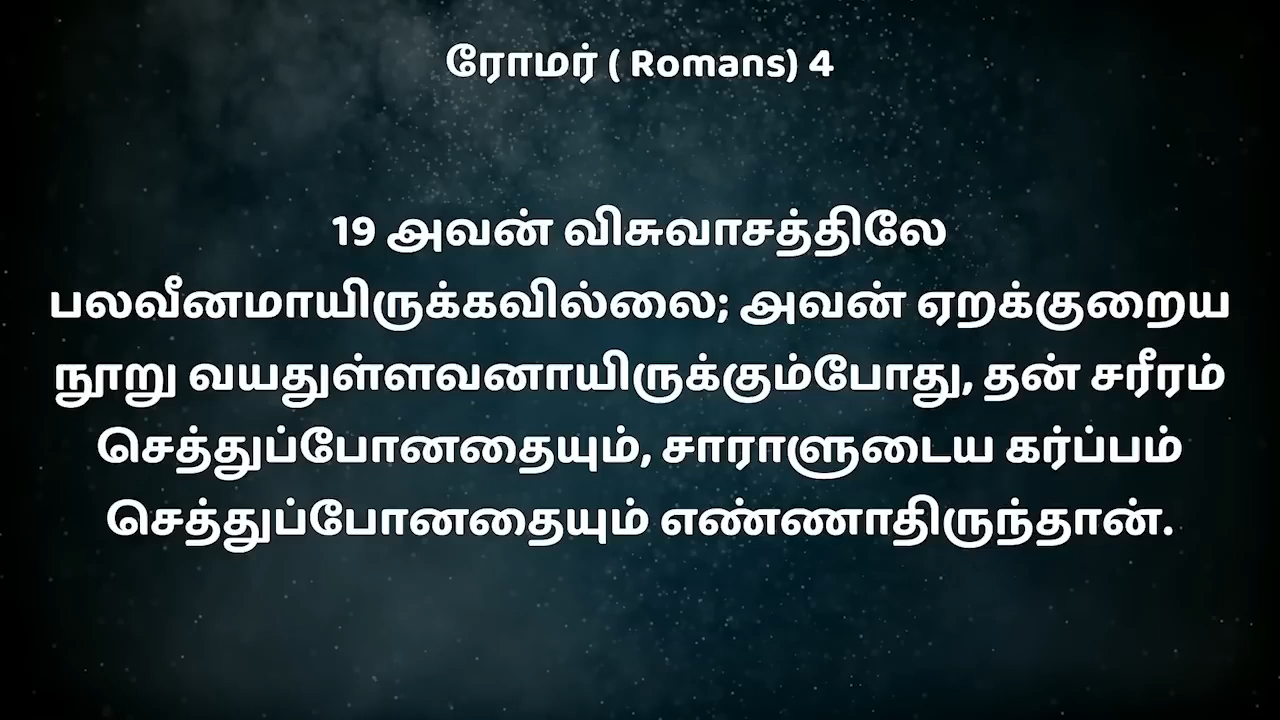 ரோமர் ( Romans) 4
19 அவன் விசுவாசத்திலே
பலவீனமாயிருக்கவில்லை; அவன் ஏறக்குறைய
நூறு வயதுள்ளவனாயிருக்கும்போது, தன் சரீரம்
செத்துப்போனதையும், சாராளுடைய கர்ப்பம்
செத்துப்போனதையும் எண்ணாதிருந்தான்.